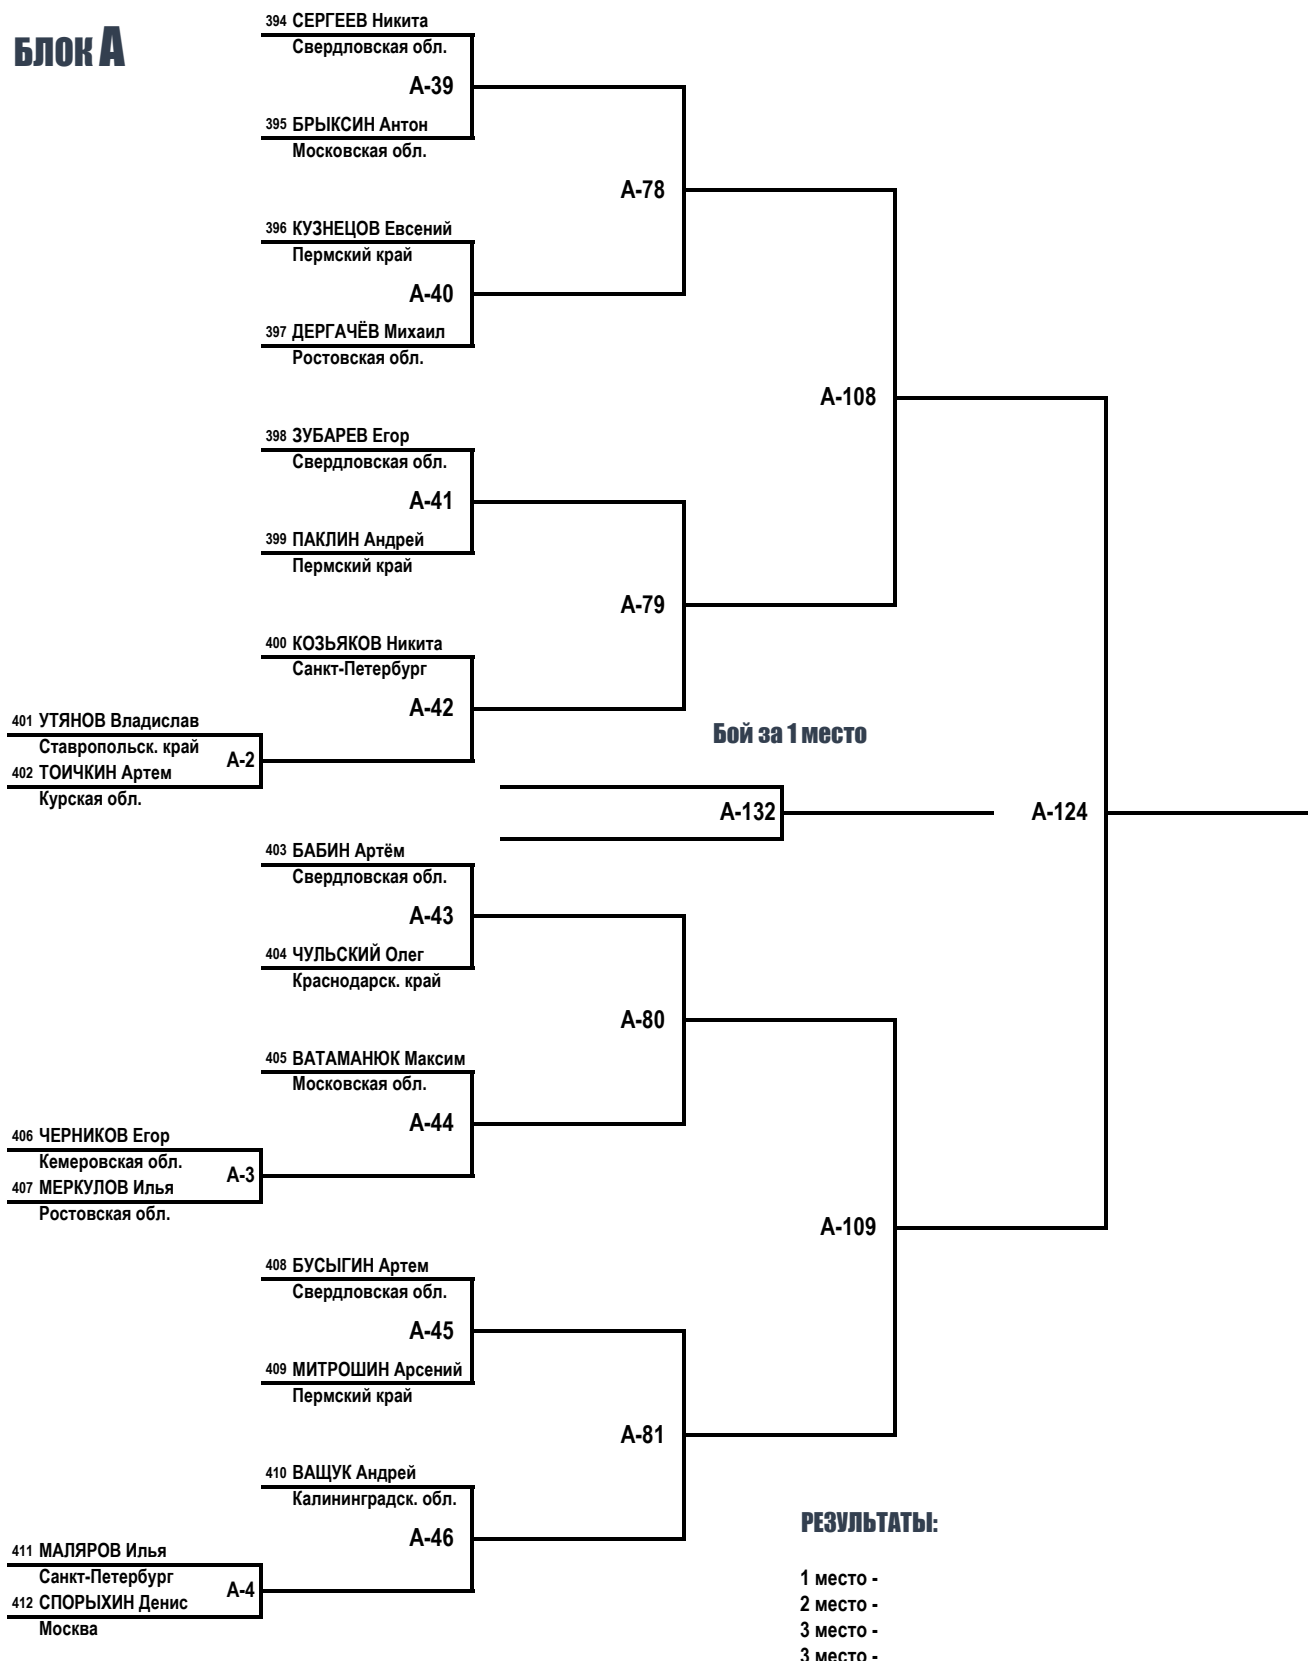 БЛОК А
394 СЕРГЕЕВ Никита
Свердловская обл.
А-39
395 БРЫКСИН Антон
Московская обл.
А-78
396 КУЗНЕЦОВ Евсений
Пермский край
А-40
397 ДЕРГАЧЁВ Михаил
Ростовская обл.
А-108
398 ЗУБАРЕВ Егор
Свердловская обл.
А-41
399 ПАКЛИН Андрей
Пермский край
А-79
400 КОЗЬЯКОВ Никита
Санкт-Петербург
А-42
401 УТЯНОВ Владислав
Ставропольск. край
А-2
402 ТОИЧКИН Артем
Курская обл.
Бой за 1 место
А-132
А-124
403 БАБИН Артём
Свердловская обл.
А-43
404 ЧУЛЬСКИЙ Олег
Краснодарск. край
А-80
405 ВАТАМАНЮК Максим
Московская обл.
А-44
406 ЧЕРНИКОВ Егор
Кемеровская обл.
А-3
407 МЕРКУЛОВ Илья
Ростовская обл.
А-109
408 БУСЫГИН Артем
Свердловская обл.
А-45
409 МИТРОШИН Арсений
Пермский край
А-81
410 ВАЩУК Андрей
Калининградск. обл.
А-46
411 МАЛЯРОВ Илья
Санкт-Петербург
А-4
412 СПОРЫХИН Денис
Москва
РЕЗУЛЬТАТЫ:
1 место -
2 место -
3 место -
3 место -